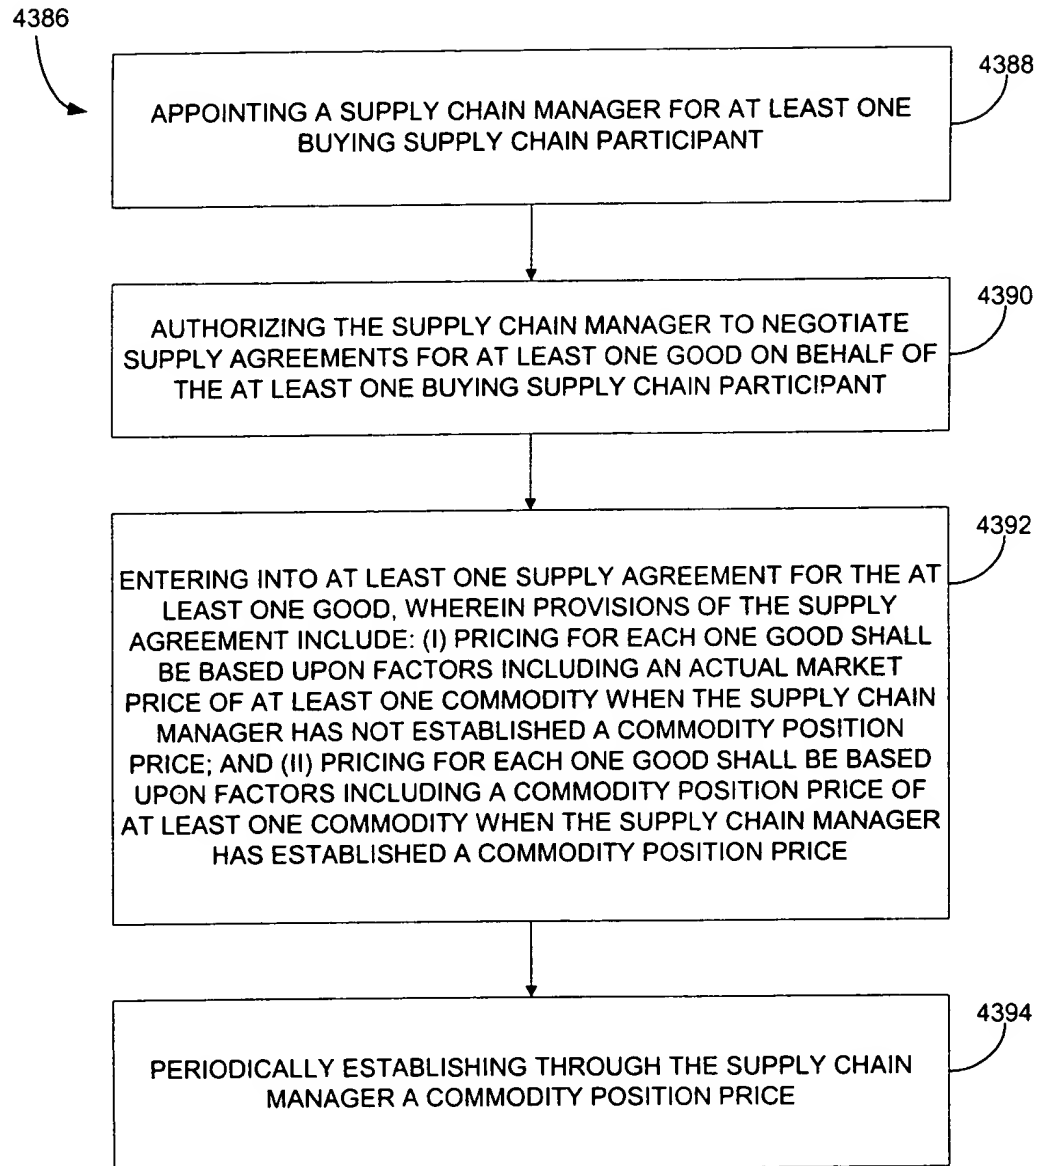 4386
4388
APPOINTING A SUPPLY CHAIN MANAGER FOR AT LEAST ONE
BUYING SUPPLY CHAIN PARTICIPANT
4390
AUTHORIZING THE SUPPLY CHAIN MANAGER TO NEGOTIATE
SUPPLY AGREEMENTS FOR AT LEAST ONE GOOD ON BEHALF OF
THE AT LEAST ONE BUYING SUPPLY CHAIN PARTICIPANT
4392
ENTERING INTO AT LEAST ONE SUPPLY AGREEMENT FOR THE AT
LEAST ONE GOOD, WHEREIN PROVISIONS OF THE SUPPLY
AGREEMENT INCLUDE: (I) PRICING FOR EACH ONE GOOD SHALL
BE BASED UPON FACTORS INCLUDING AN ACTUAL MARKET
PRICE OF AT LEAST ONE COMMODITY WHEN THE SUPPLY CHAIN
MANAGER HAS NOT ESTABLISHED A COMMODITY POSITION
PRICE; AND (II) PRICING FOR EACH ONE GOOD SHALL BE BASED
UPON FACTORS INCLUDING A COMMODITY POSITION PRICE OF
AT LEAST ONE COMMODITY WHEN THE SUPPLY CHAIN MANAGER
HAS ESTABLISHED A COMMODITY POSITION PRICE
4394
PERIODICALLY ESTABLISHING THROUGH THE SUPPLY CHAIN
MANAGER A COMMODITY POSITION PRICE